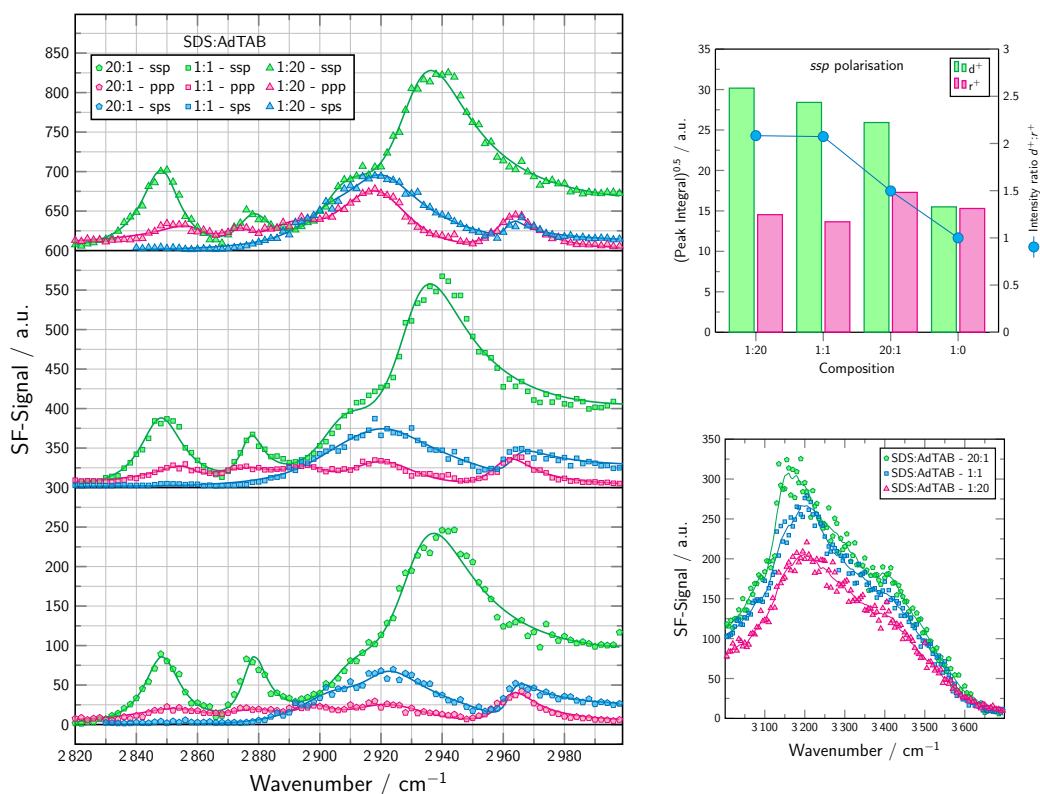 SDS:AdTAB
20:1 - ssp 1:1 - ssp 1:20 - ssp
20:1 - ppp 1:1 - ppp 1:20 - ppp
20:1 - sps 1:1 - sps 1:20 - sps
850
800
750
700
650
600
550
500
450
400
350
300
250
200
150
100
50
0
SF-Signal / a.u.
2 820 2 840 2 860 2 880 2 900 2 920 2 940 2 960 2 980
Wavenumber / cm⁻¹
ssp polarisation
d⁺
r⁺
35
30
25
20
15
10
5
0
(Peak Integral)^0.5 / a.u.
3
2.5
2
1.5
1
0.5
0
Intensity ratio d⁺:r⁺
1:20 1:1 20:1 1:0
Composition
SDS:AdTAB - 20:1
SDS:AdTAB - 1:1
SDS:AdTAB - 1:20
350
300
250
200
150
100
50
0
SF-Signal / a.u.
3 100 3 200 3 300 3 400 3 500 3 600
Wavenumber / cm⁻¹